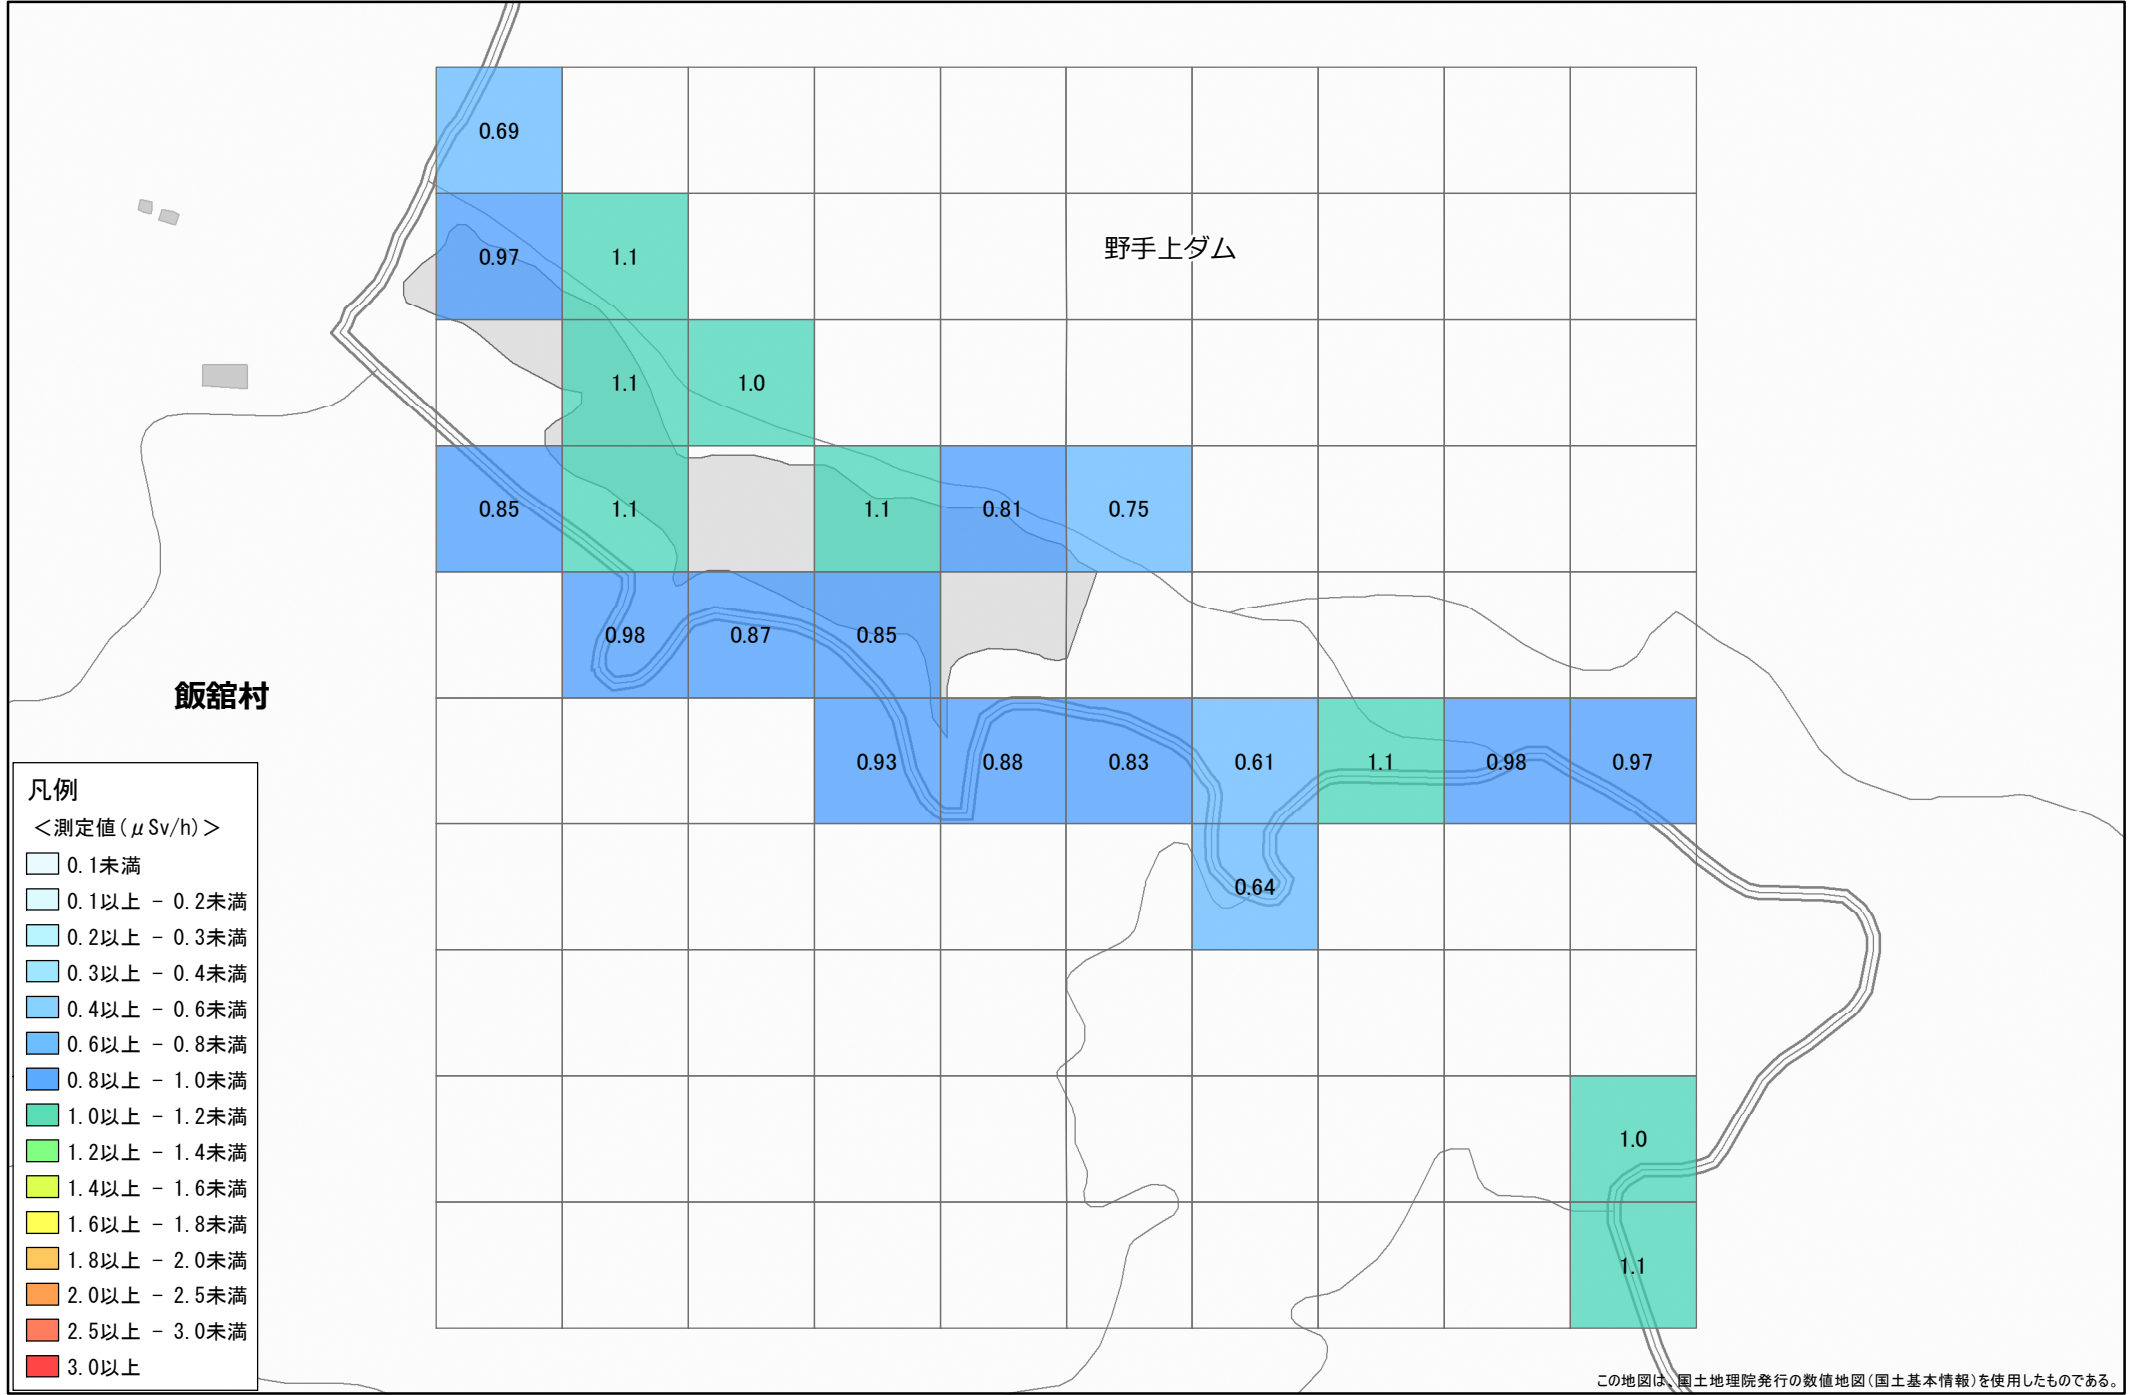 0.69
0.97 1.1
野手上ダム
1.1 1.0
0.85 1.1 1.1 0.81 0.75
0.98 0.87 0.85
飯舘村
0.93 0.88 0.83 0.61 1.1 0.98 0.97
0.64
1.0
1.1
凡例
＜測定値(μSv/h)＞
0.1未満
0.1以上 - 0.2未満
0.2以上 - 0.3未満
0.3以上 - 0.4未満
0.4以上 - 0.6未満
0.6以上 - 0.8未満
0.8以上 - 1.0未満
1.0以上 - 1.2未満
1.2以上 - 1.4未満
1.4以上 - 1.6未満
1.6以上 - 1.8未満
1.8以上 - 2.0未満
2.0以上 - 2.5未満
2.5以上 - 3.0未満
3.0以上
この地図は、国土地理院発行の数値地図(国土基本情報)を使用したものである。